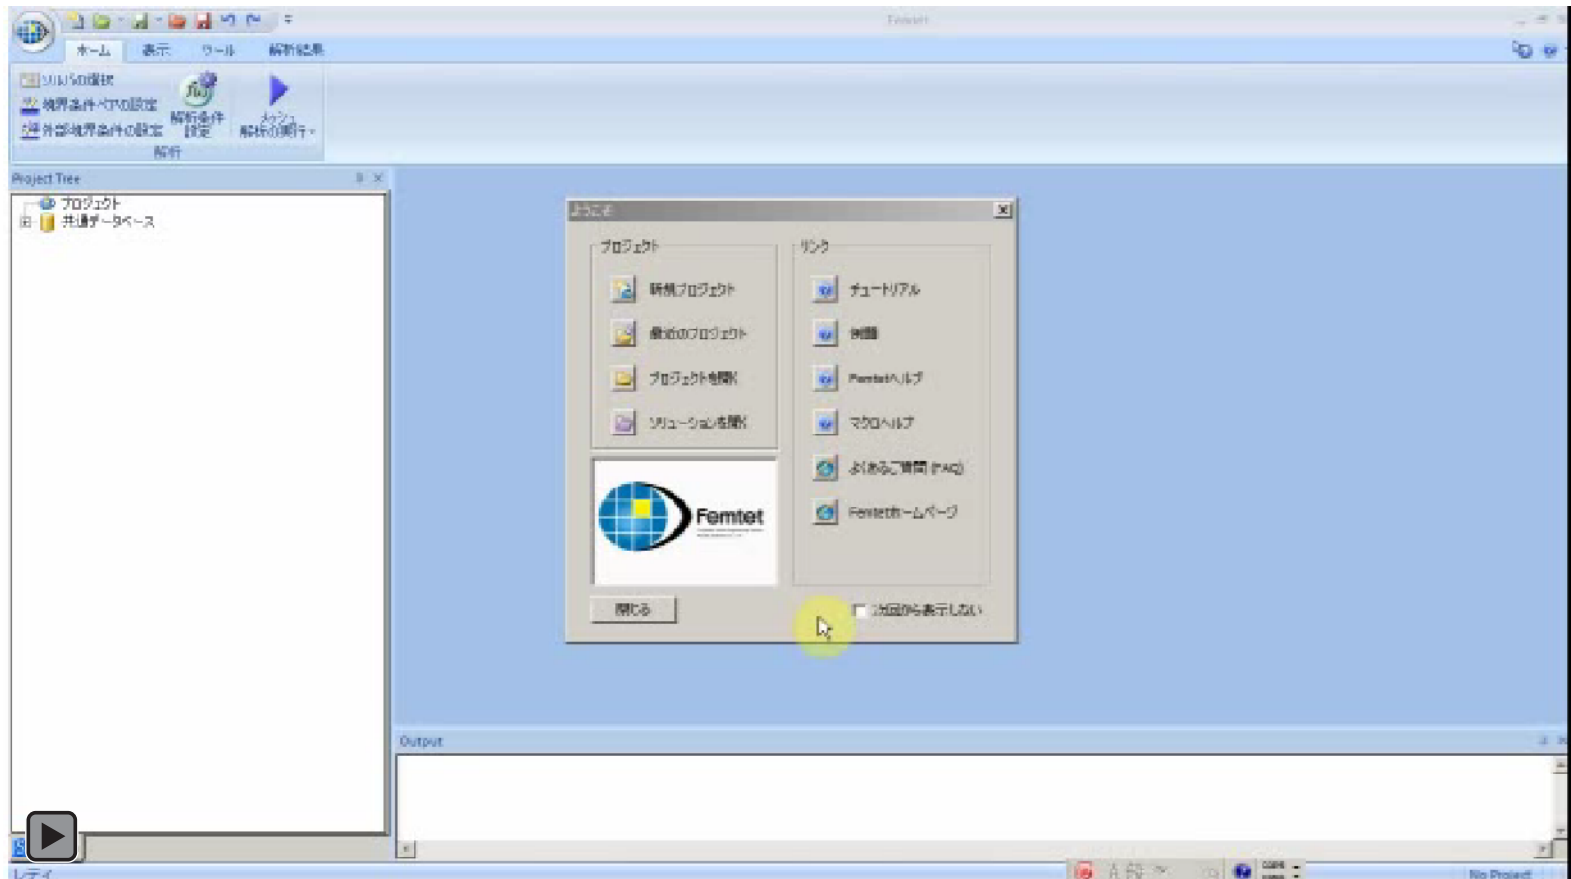 Femtet
ホーム 表示 ツール 解析結果
ソルバの選択
境界条件ペアの設定
外部境界条件の設定
解析条件
設定
メッシュ
解析の実行
解析
Project Tree
プロジェクト
共通データベース
ようこそ
プロジェクト
新規プロジェクト
最近のプロジェクト
プロジェクトを開く
ソリューションを開く
Femtet
閉じる
リンク
チュートリアル
例題
Femtetヘルプ
マクロヘルプ
よくあるご質問 (FAQ)
Femtetホームページ
次回から表示しない
Output
レディ
No Project